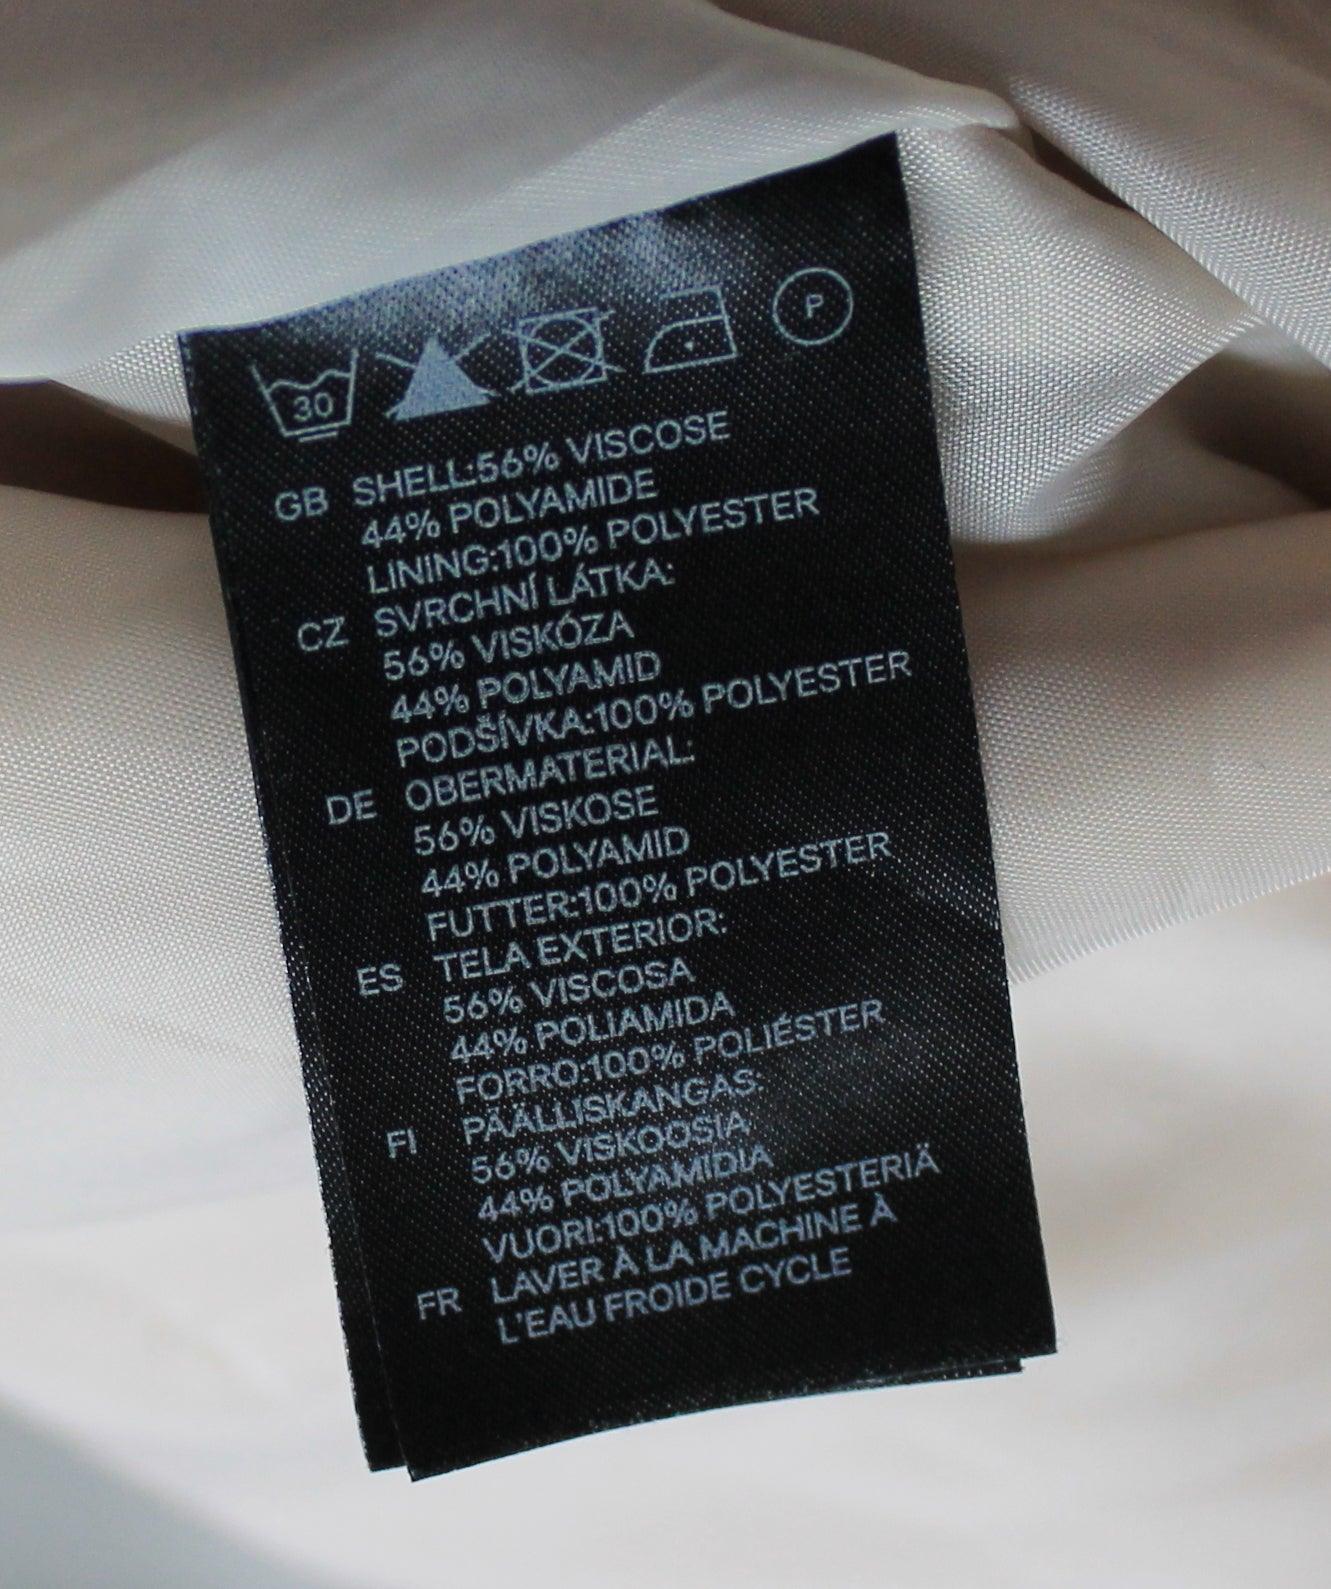 30
P
GB SHELL:56% VISCOSE
44% POLYAMIDE
LINING:100% POLYESTER
CZ SVRCHNÍ LÁTKA:
56% VISKÓZA
44% POLYAMID
PODŠÍVKA:100% POLYESTER
DE OBERMATERIAL:
56% VISKOSE
44% POLYAMID
FUTTER:100% POLYESTER
ES TELA EXTERIOR:
56% VISCOSA
44% POLIAMIDA
FORRO:100% POLIÉSTER
FI PÄÄLLISKANGAS:
56% VISKOOSIA
44% POLYAMIDIA
VUORI:100% POLYESTERIÄ
FR LAVER À LA MACHINE À
L'EAU FROIDE CYCLE